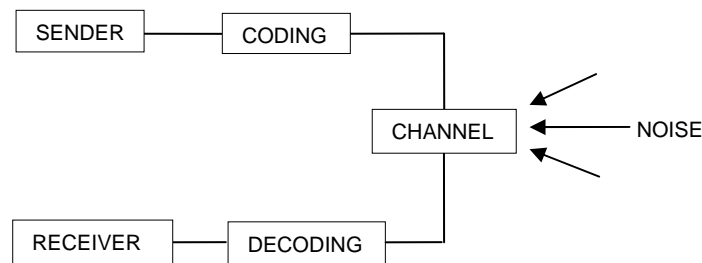 SENDER
CODING
CHANNEL
NOISE
RECEIVER
DECODING